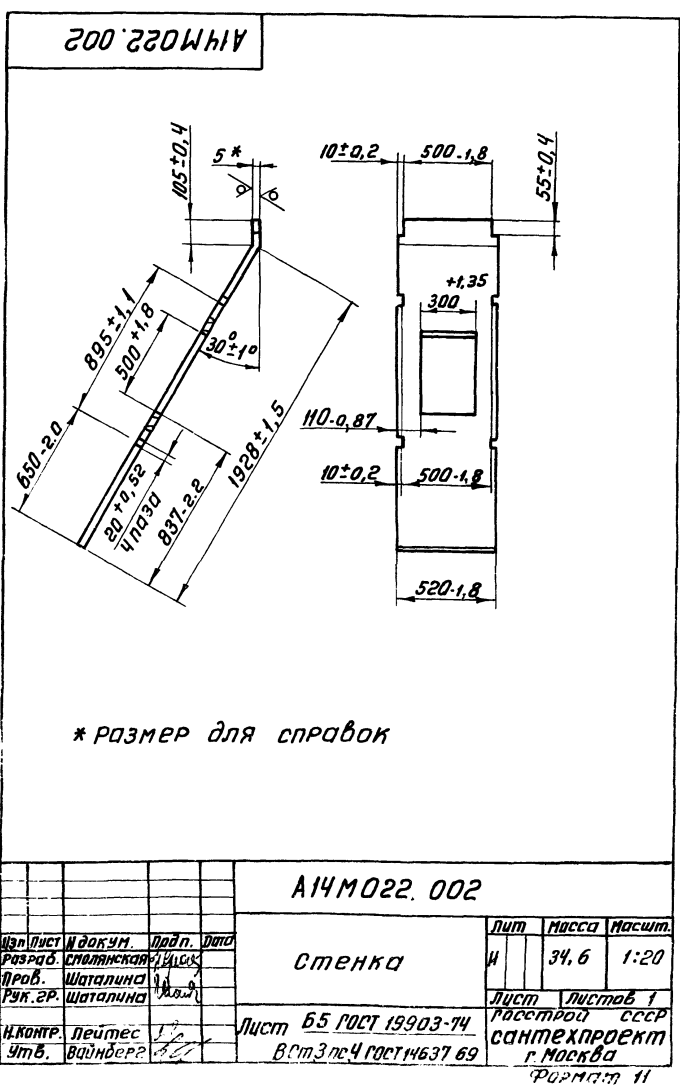 А14М022.002
105±0,4
5*
10±0,2
500-1,8
55±0,4
+1,35
300
895±1,1
500+1,8
30°±1°
110-0,87
650-2.0
20+0,52
4 паза
837-2.2
1928±1,5
10±0,2
500-1,8
520-1,8
* Размер для справок
А14М022.002
Изм Лист N докум. Подп. Дата
Разраб. Смолянская
Пров. Шаталина
Рук.гр. Шаталина
Н.контр. Лейтес
Утв. Вайнберг
Стенка
Лит Масса Масшт.
И 34,6 1:20
Лист Листов 1
Лист Б5 ГОСТ 19903-74
ВСт3пс4 ГОСТ 14637 69
Госстрой СССР
Сантехпроект
г. Москва
Формат 11